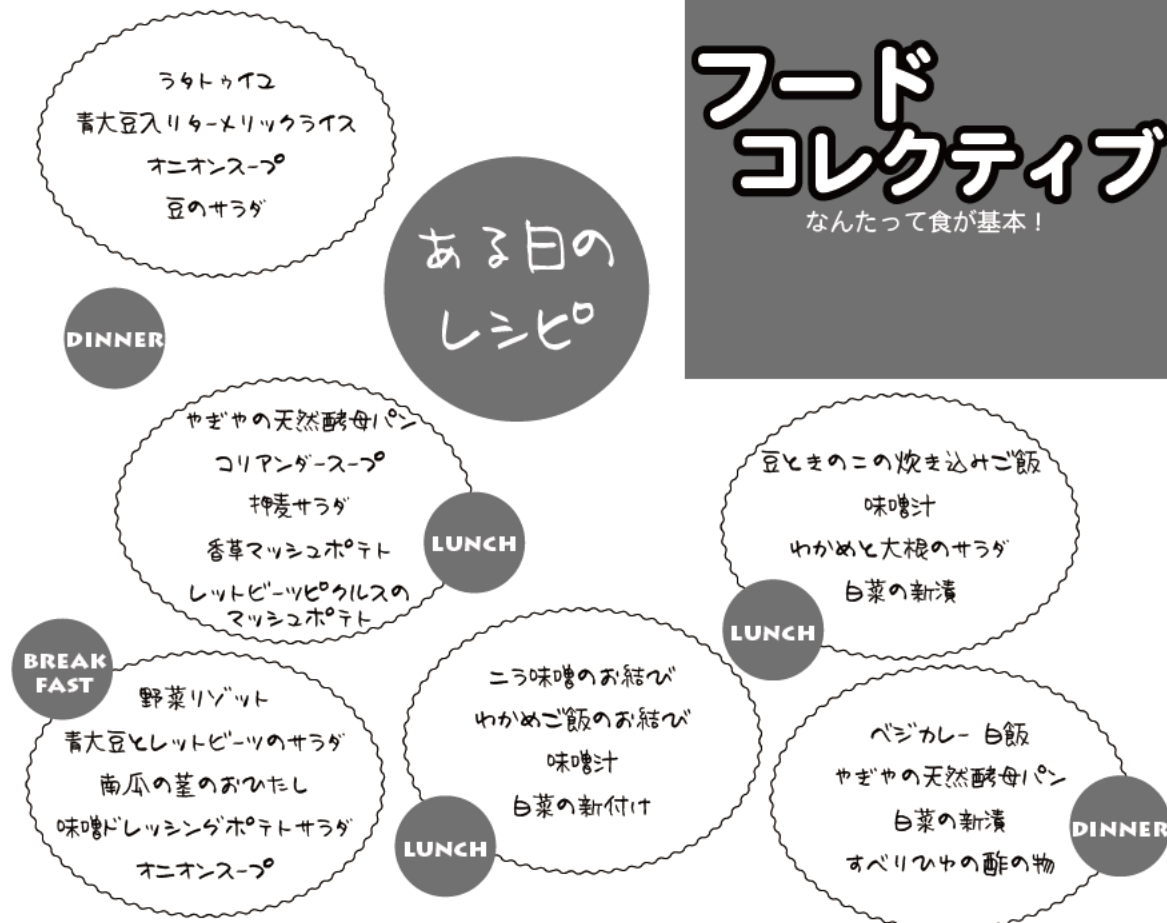 フード
コレクティブ
なんたって食が基本！
ある日の
レシピ
ラタトゥイユ
青大豆入りターメリックライス
オニオンスープ
豆のサラダ
DINNER
やぎやの天然酵母パン
コリアンダースープ
押麦サラダ
香草マッシュポテト
レットビーツピクルスの
マッシュポテト
LUNCH
豆ときのこの炊き込みご飯
味噌汁
わかめと大根のサラダ
白菜の新漬
LUNCH
BREAK
FAST
野菜リゾット
青大豆とレットビーツのサラダ
南瓜の茎のおひたし
味噌ドレッシングポテトサラダ
オニオンスープ
ニラ味噌のお結び
わかめご飯のお結び
味噌汁
白菜の新付け
LUNCH
ベジカレー 白飯
やぎやの天然酵母パン
白菜の新漬
すべりひゆの酢の物
DINNER